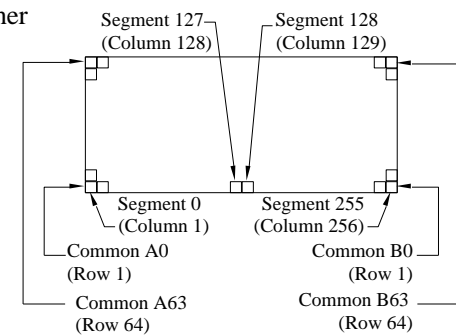 ner
Segment 127
(Column 128)
Segment 128
(Column 129)
Segment 0
(Column 1)
Segment 255
(Column 256)
Common A0
(Row 1)
Common B0
(Row 1)
Common A63
(Row 64)
Common B63
(Row 64)